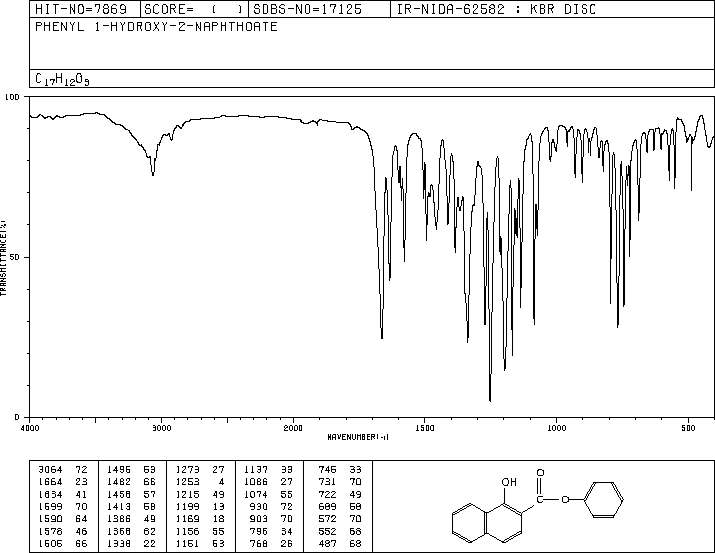 HIT-NO=7869 SCORE= ( ) SDBS-NO=17125 IR-NIDA-62582 : KBR DISC
PHENYL 1-HYDROXY-2-NAPHTHOATE
C17H12O3
100
TRANSMITTANCE(%)
50
0
4000 3000 2000 1500 1000 500
WAVENUMBER(-1)
3064 72 1495 53 1273 27 1137 33 745 33
1664 23 1482 66 1253 4 1086 27 731 70
1634 41 1458 57 1215 49 1074 55 722 49
1599 70 1413 58 1199 13 930 72 689 58
1590 64 1386 49 1169 18 903 70 572 70
1578 46 1368 62 1156 55 796 34 552 68
1505 66 1338 22 1151 53 768 26 487 68
OH
O
C
O